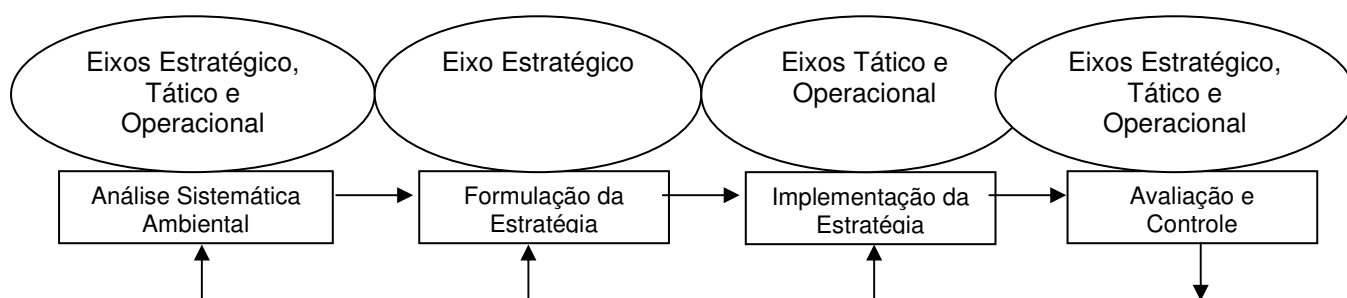 Eixos Estratégico,
Tático e
Operacional
Eixo Estratégico
Eixos Tático e
Operacional
Eixos Estratégico,
Tático e
Operacional
Análise Sistemática
Ambiental
Formulação da
Estratégia
Implementação da
Estratégia
Avaliação e
Controle